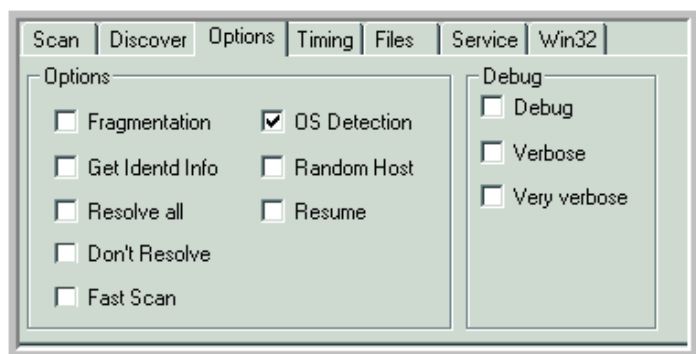 Scan Discover Options Timing Files Service Win32
Options
Fragmentation OS Detection
Get Identd Info Random Host
Resolve all Resume
Don't Resolve
Fast Scan
Debug
Debug
Verbose
Very verbose